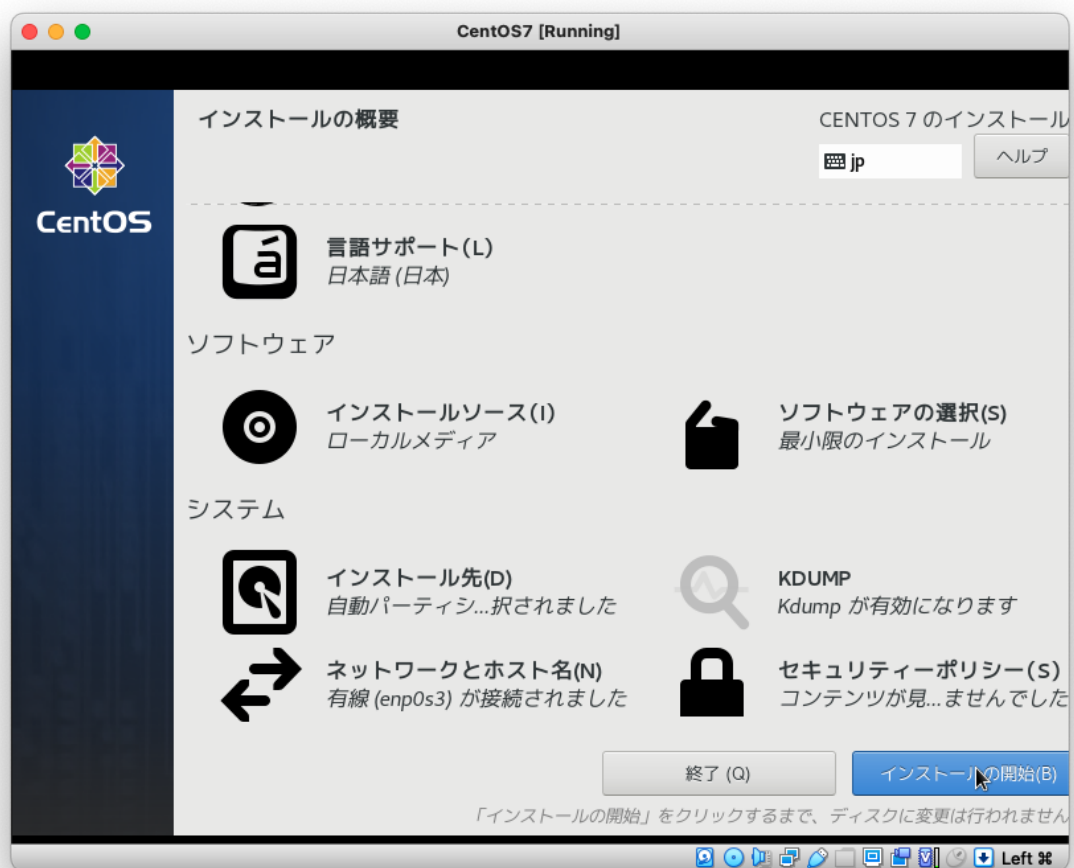 CentOS7 [Running]
インストールの概要
CENTOS 7 のインストール
jp
ヘルプ
CentOS
言語サポート(L)
日本語 (日本)
ソフトウェア
インストールソース(I)
ローカルメディア
ソフトウェアの選択(S)
最小限のインストール
システム
インストール先(D)
自動パーティシ...択されました
KDUMP
Kdump が有効になります
ネットワークとホスト名(N)
有線 (enp0s3) が接続されました
セキュリティーポリシー(S)
コンテンツが見...ませんでした
終了 (Q)
インストールの開始(B)
「インストールの開始」をクリックするまで、ディスクに変更は行われません
Left ⌘